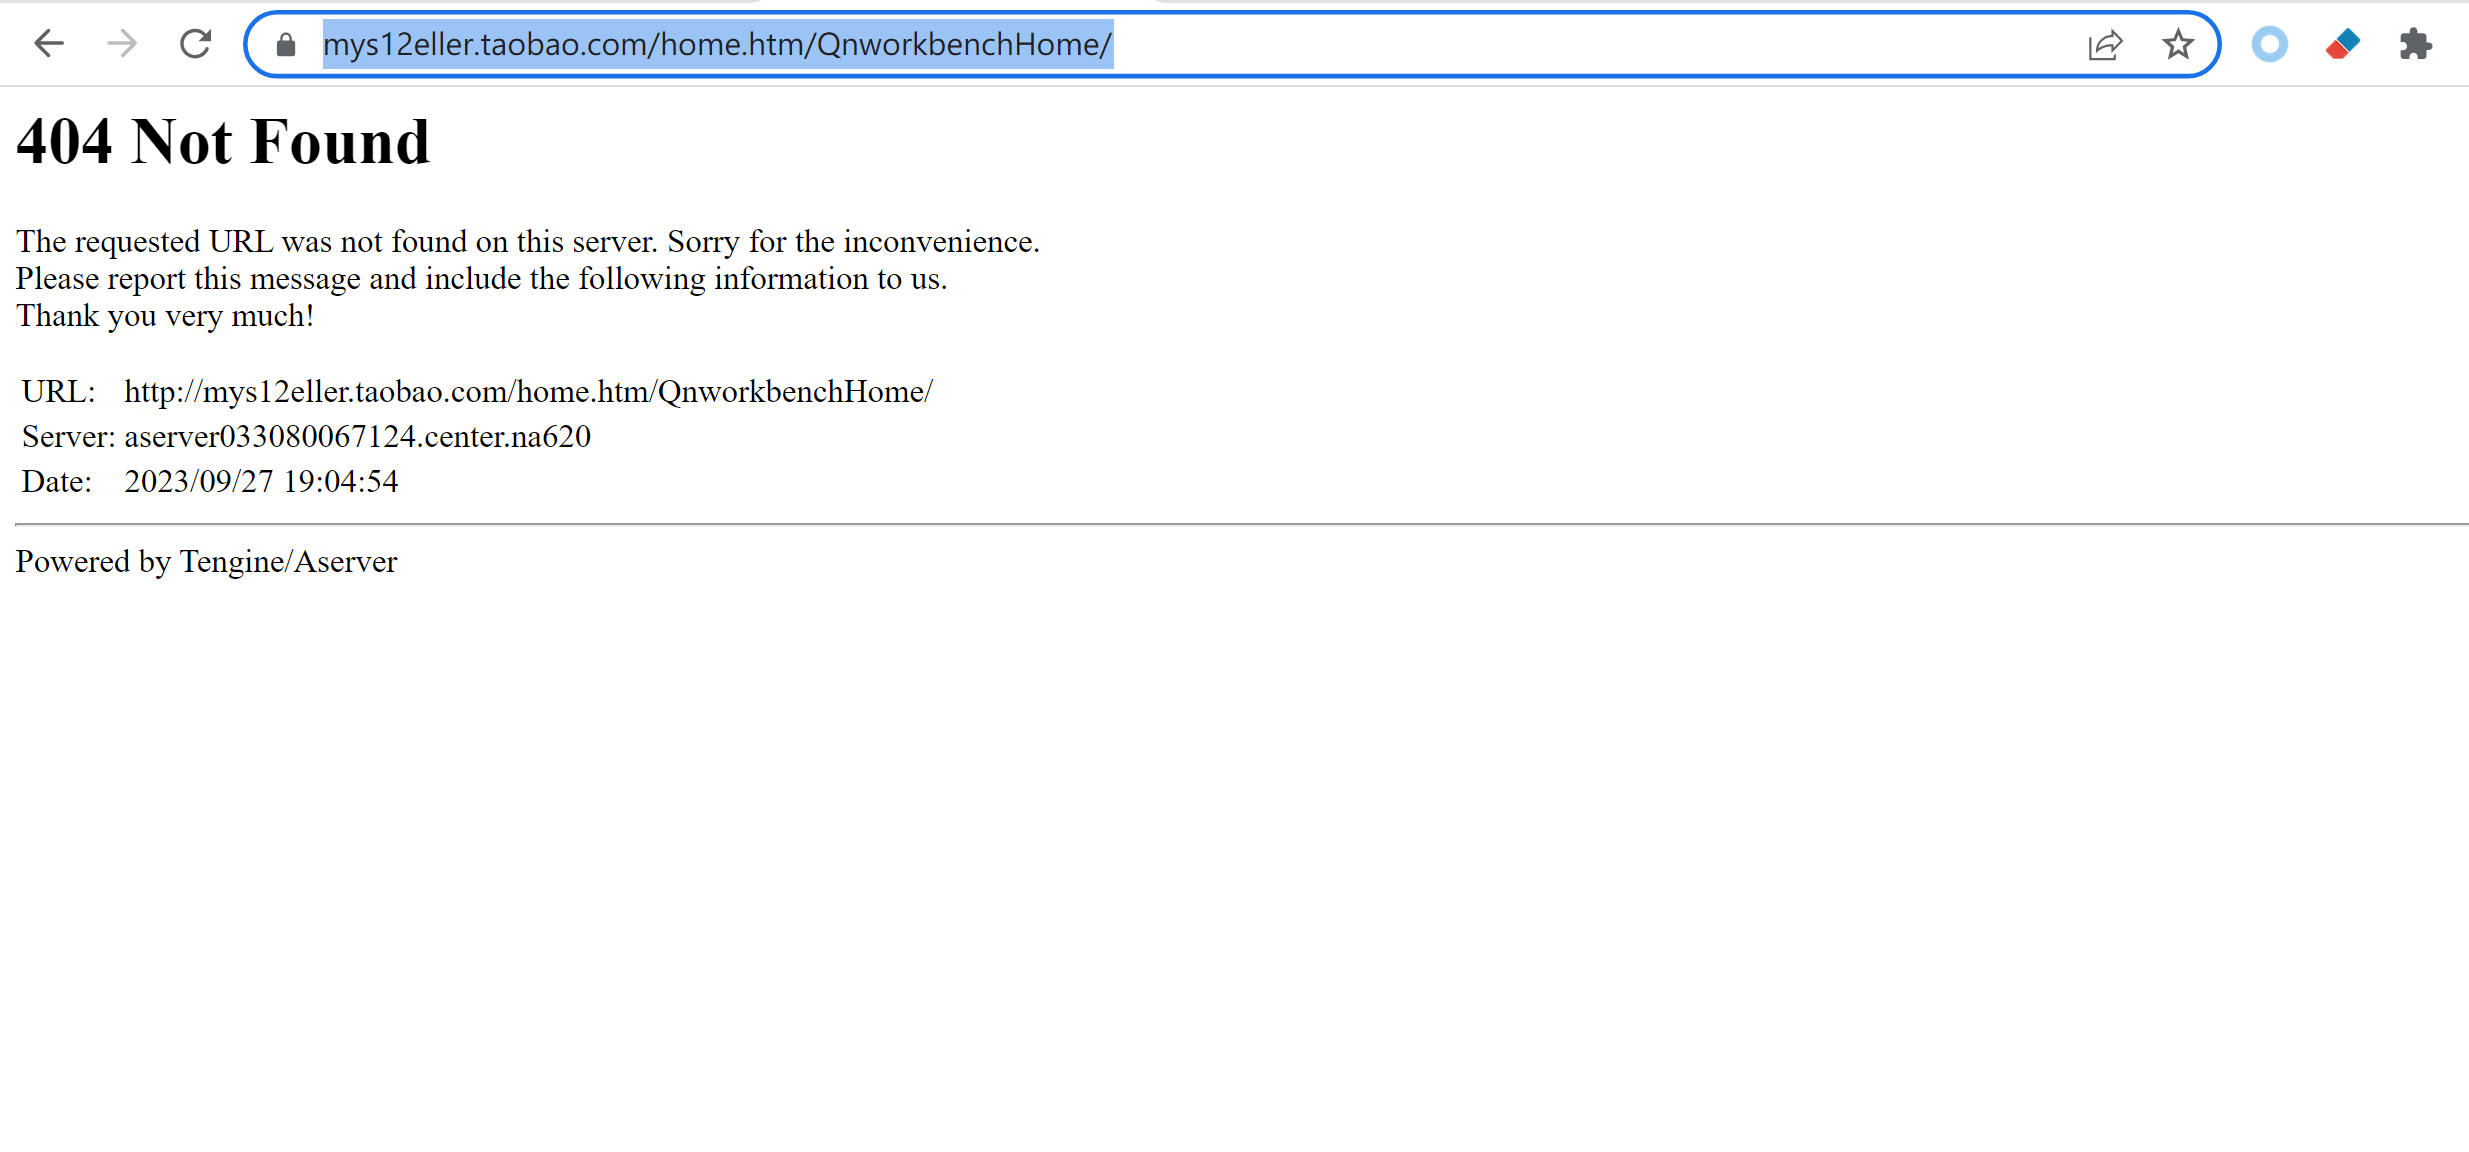 mys12eller.taobao.com/home.htm/QnworkbenchHome/
404 Not Found
The requested URL was not found on this server. Sorry for the inconvenience.
Please report this message and include the following information to us.
Thank you very much!
URL: http://mys12eller.taobao.com/home.htm/QnworkbenchHome/
Server: aserver033080067124.center.na620
Date: 2023/09/27 19:04:54
Powered by Tengine/Aserver